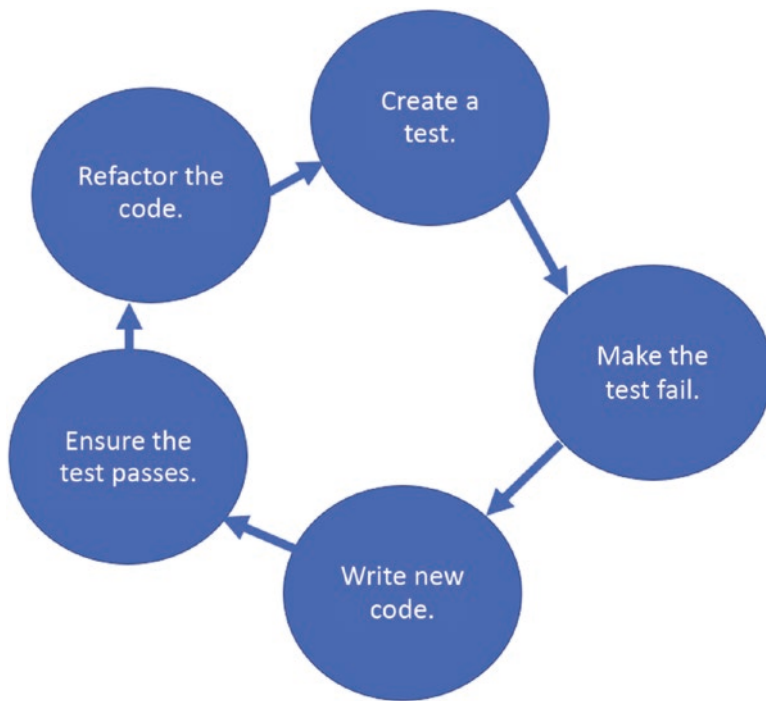 Create a
test.
Make the
test fail.
Write new
code.
Ensure the
test passes.
Refactor the
code.